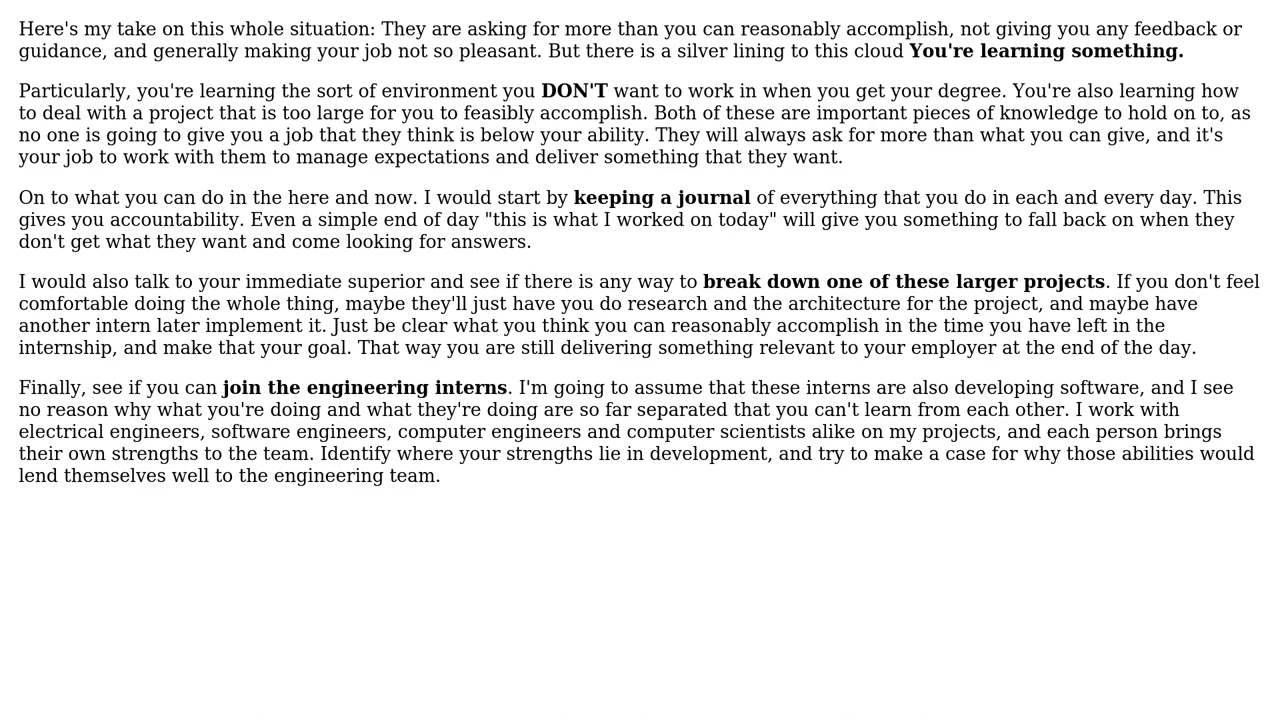 Here's my take on this whole situation: They are asking for more than you can reasonably accomplish, not giving you any feedback or
guidance, and generally making your job not so pleasant. But there is a silver lining to this cloud You're learning something.
Particularly, you're learning the sort of environment you DON'T want to work in when you get your degree. You're also learning how
to deal with a project that is too large for you to feasibly accomplish. Both of these are important pieces of knowledge to hold on to, as
no one is going to give you a job that they think is below your ability. They will always ask for more than what you can give, and it's
your job to work with them to manage expectations and deliver something that they want.
On to what you can do in the here and now. I would start by keeping a journal of everything that you do in each and every day. This
gives you accountability. Even a simple end of day "this is what I worked on today" will give you something to fall back on when they
don't get what they want and come looking for answers.
I would also talk to your immediate superior and see if there is any way to break down one of these larger projects. If you don't feel
comfortable doing the whole thing, maybe they'll just have you do research and the architecture for the project, and maybe have
another intern later implement it. Just be clear what you think you can reasonably accomplish in the time you have left in the
internship, and make that your goal. That way you are still delivering something relevant to your employer at the end of the day.
Finally, see if you can join the engineering interns. I'm going to assume that these interns are also developing software, and I see
no reason why what you're doing and what they're doing are so far separated that you can't learn from each other. I work with
electrical engineers, software engineers, computer engineers and computer scientists alike on my projects, and each person brings
their own strengths to the team. Identify where your strengths lie in development, and try to make a case for why those abilities would
lend themselves well to the engineering team.